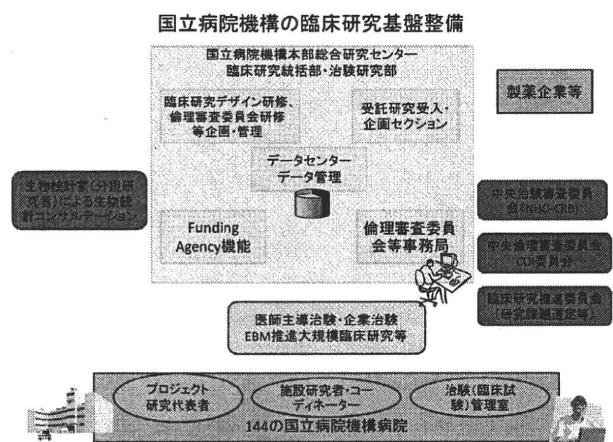 国立病院機構の臨床研究基盤整備
国立病院機構本部総合研究センター
臨床研究統括部・治験研究部
臨床研究デザイン研修、
倫理審査委員会研修
等企画・管理
受託研究受入・
企画セクション
製薬企業等
データセンター
データ管理
生物統計家(分担研
究者)による生物統
計コンサルテーション
Funding
Agency機能
倫理審査委員
会等事務局
中央治験審査委員
会(NHO-CRB)
中央倫理審査委員会
COI委員会
臨床研究推進委員会
(研究課題選定等)
医師主導治験・企業治験
EBM推進大規模臨床研究等
プロジェクト
研究代表者
施設研究者・コー
ディネーター
治験(臨床試
験)管理室
144の国立病院機構病院